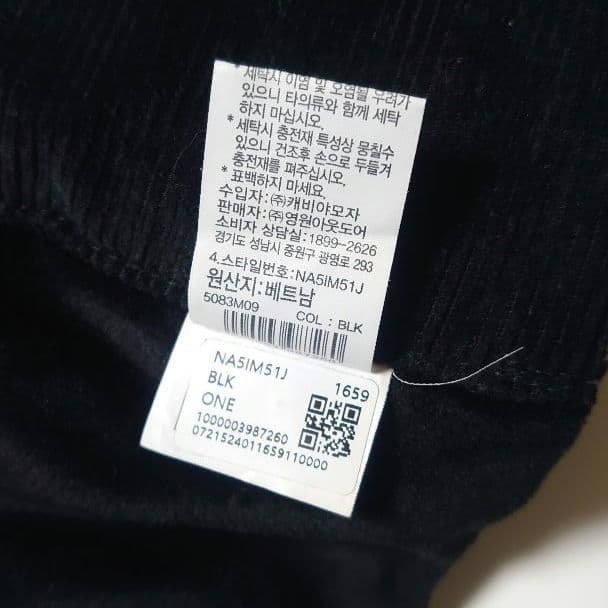 * 세탁시 이염 및 오염될 우려가
있으니 타의류와 함께 세탁
하지 마십시오.
* 세탁시 충전재 특성상 뭉칠수
있으니 건조후 손으로 두들겨
충전재를 펴주십시오.
* 표백하지 마세요.
수입자:㈜캐비아모자
판매자:㈜영원아웃도어
소비자 상담실:1899-2626
경기도 성남시 중원구 광명로 293
4.스타일번호:NA5IM51J
원산지:베트남
5083M09 COL : BLK
NA5IM51J
1659
BLK
ONE
1000003987260
0721524011659110000